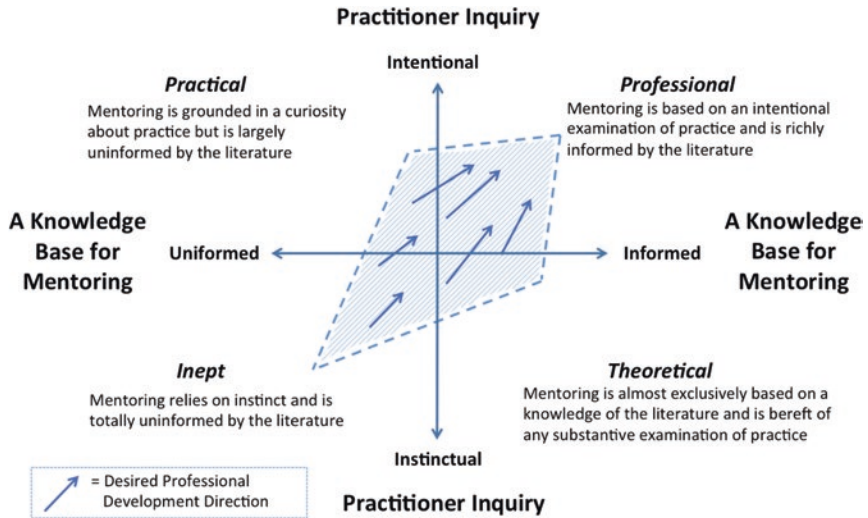 Practitioner Inquiry
Intentional
Practical
Mentoring is grounded in a curiosity
about practice but is largely
uninformed by the literature
Professional
Mentoring is based on an intentional
examination of practice and is richly
informed by the literature
A Knowledge
Base for
Mentoring
Uniformed
Informed
A Knowledge
Base for
Mentoring
Inept
Mentoring relies on instinct and is
totally uninformed by the literature
Theoretical
Mentoring is almost exclusively based on a
knowledge of the literature and is bereft of
any substantive examination of practice
Instinctual
Practitioner Inquiry
= Desired Professional
Development Direction